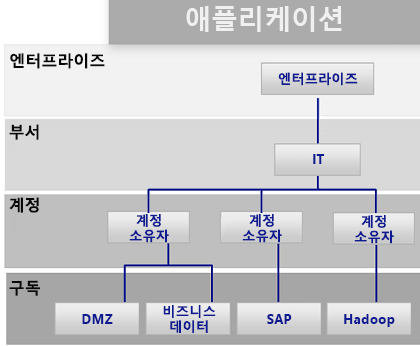 애플리케이션
엔터프라이즈
엔터프라이즈
부서
IT
계정
계정
소유자
계정
소유자
계정
소유자
구독
DMZ
비즈니스
데이터
SAP
Hadoop